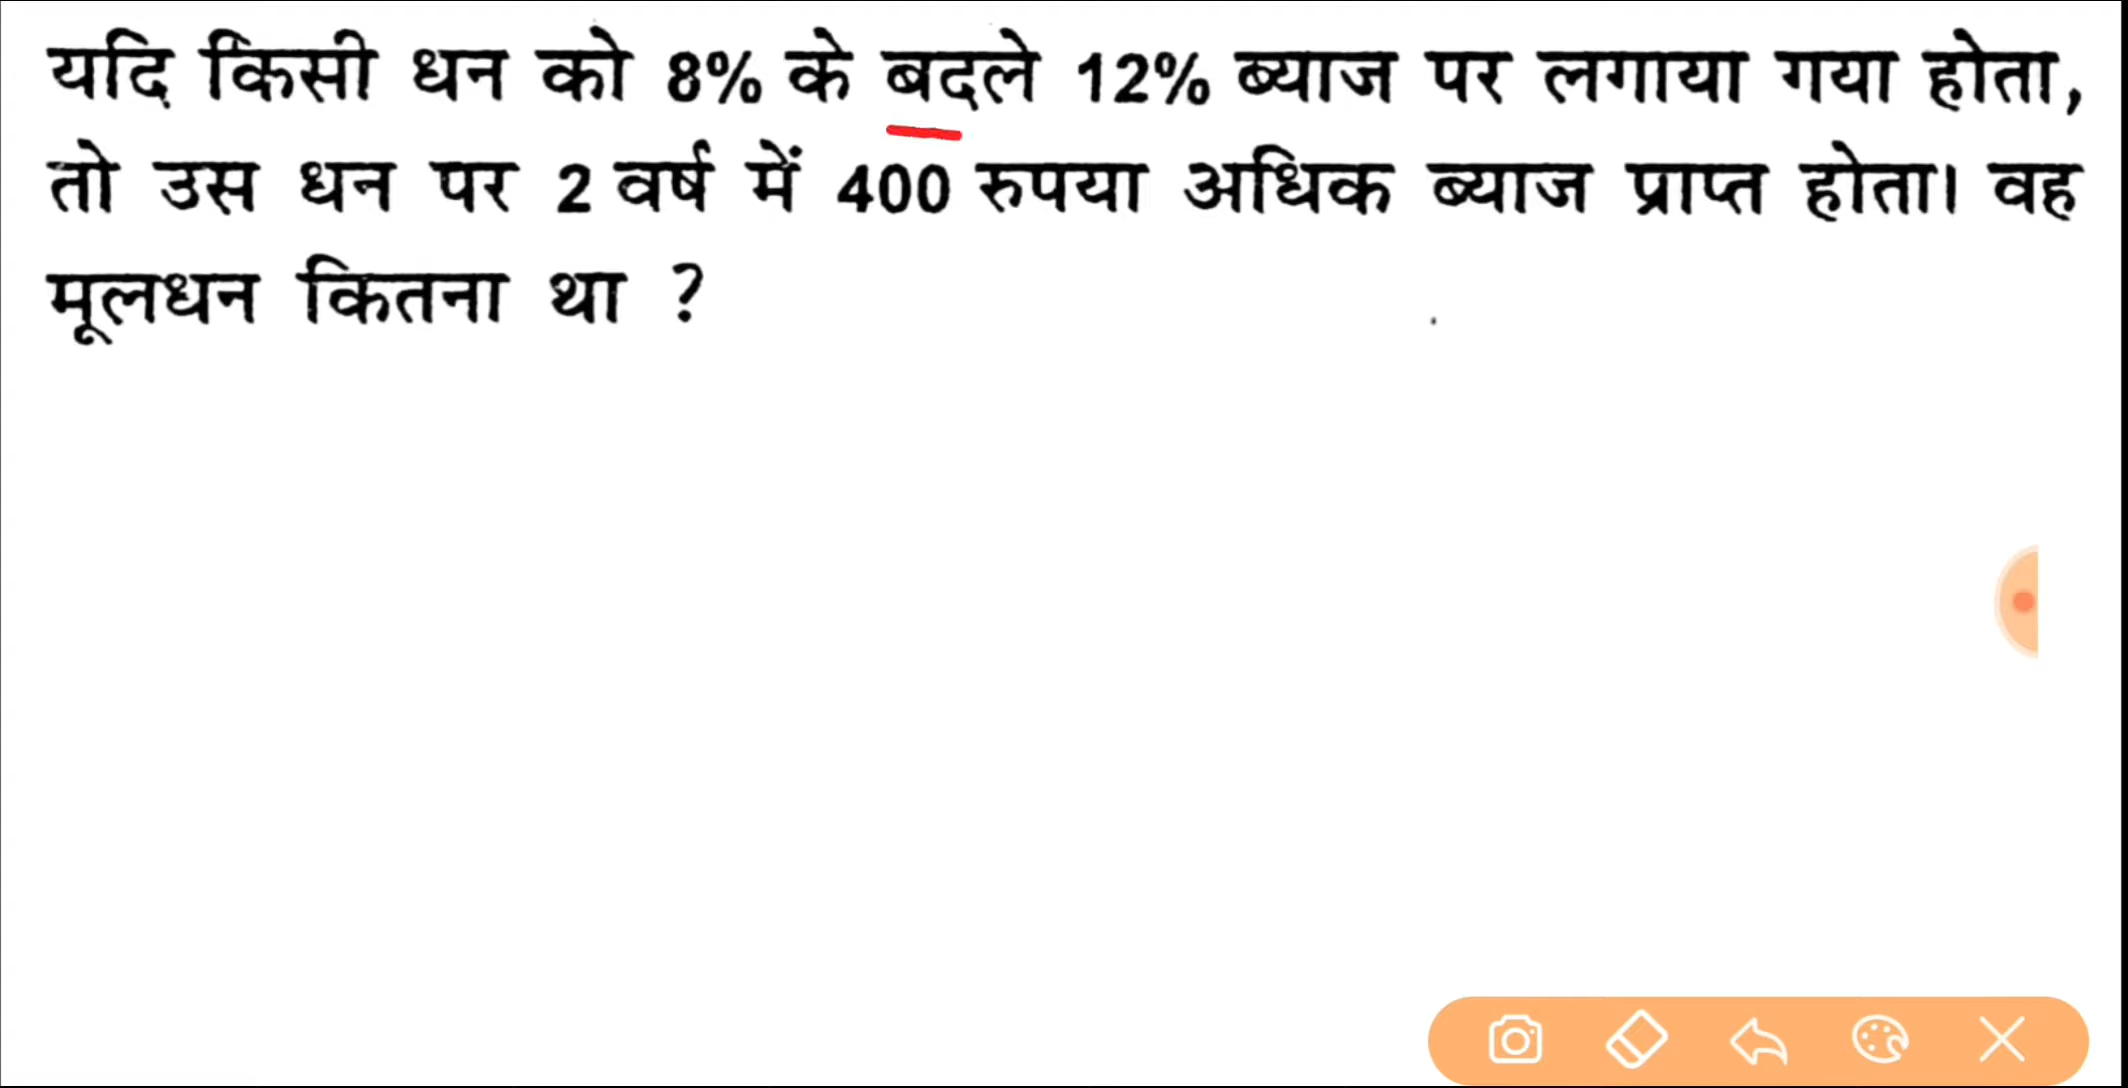 यदि किसी धन को 8% के बदले 12% ब्याज पर लगाया गया होता,
तो उस धन पर 2 वर्ष में 400 रुपया अधिक ब्याज प्राप्त होता। वह
मूलधन कितना था ?